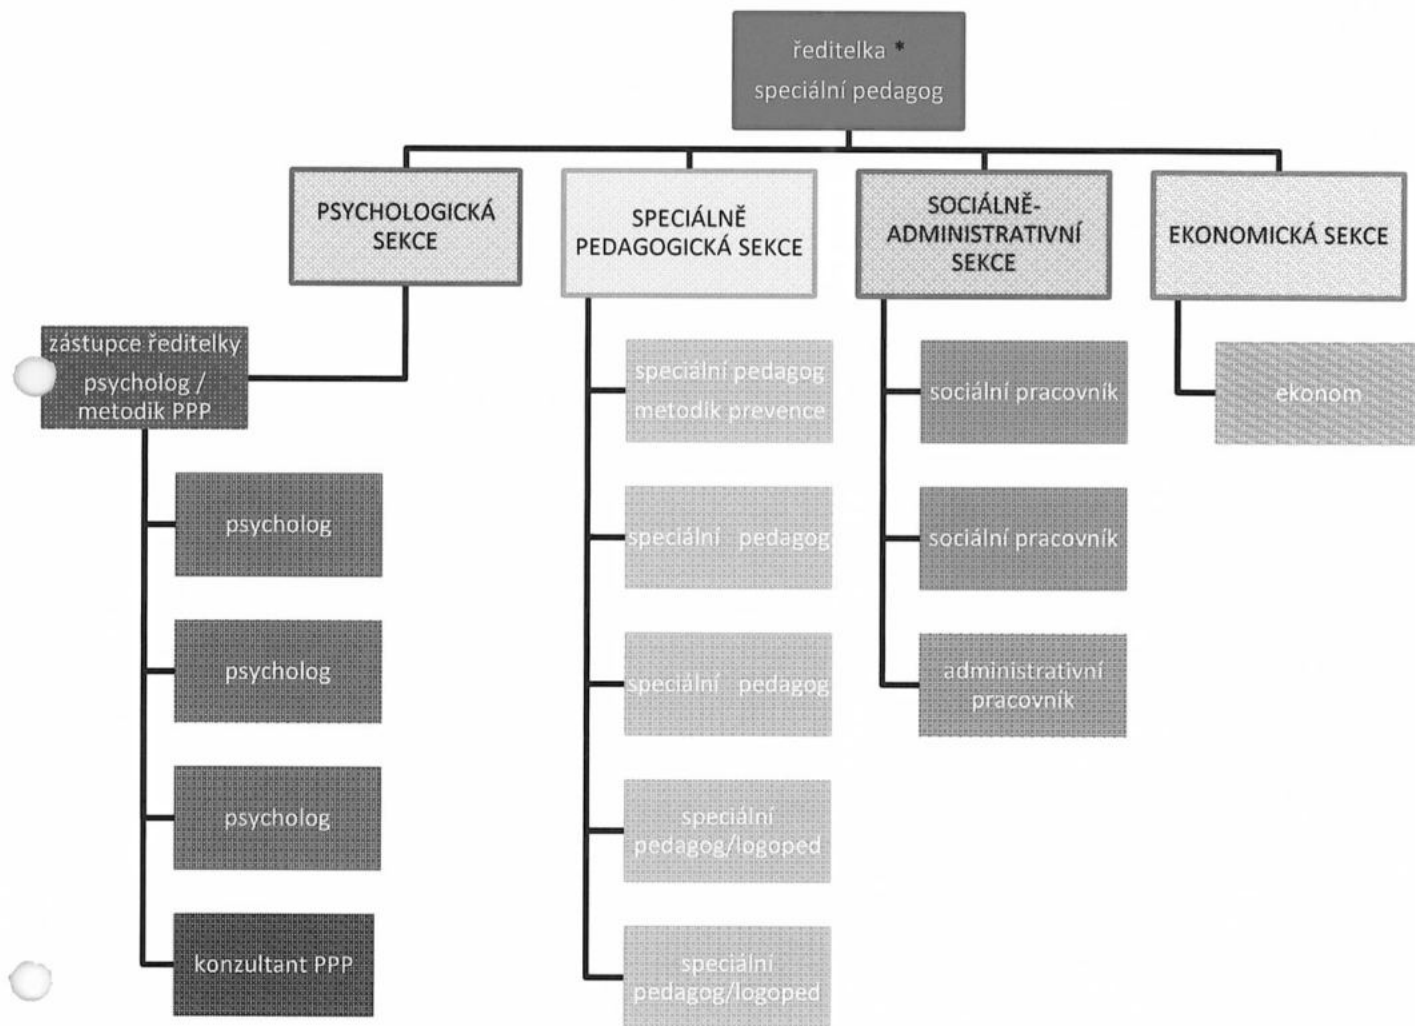 ředitelka *
speciální pedagog
PSYCHOLOGICKÁ
SEKCE
SPECIÁLNĚ
PEDAGOGICKÁ SEKCE
SOCIÁLNĚ-
ADMINISTRATIVNÍ
SEKCE
EKONOMICKÁ SEKCE
zástupce ředitelky
psycholog /
metodik PPP
psycholog
psycholog
psycholog
konzultant PPP
speciální pedagog
metodik prevence
speciální pedagog
speciální pedagog
speciální
pedagog/logoped
speciální
pedagog/logoped
sociální pracovník
sociální pracovník
administrativní
pracovník
ekonom